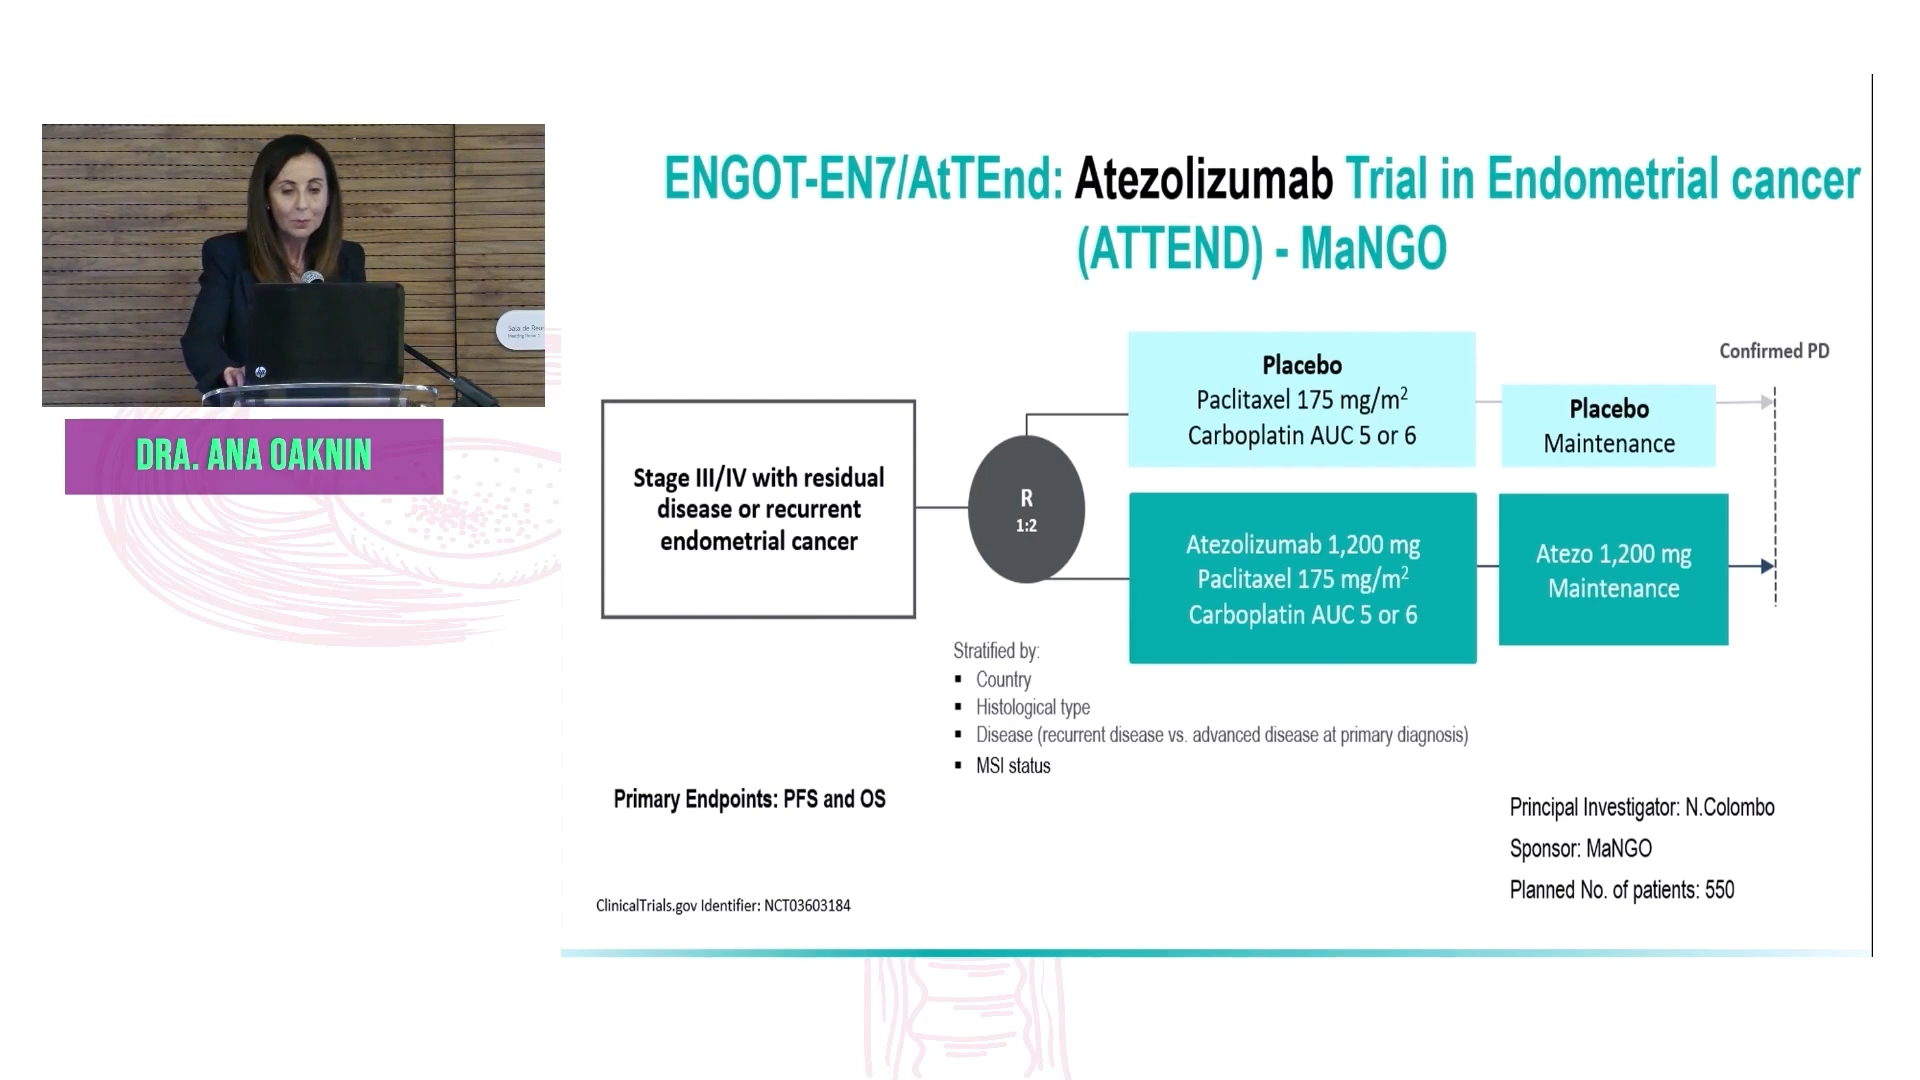 ENGOT-EN7/AtTEnd: Atezolizumab Trial in Endometrial cancer
(ATTEND) - MaNGO
DRA. ANA OAKNIN
Stage III/IV with residual
disease or recurrent
endometrial cancer
R
1:2
Placebo
Paclitaxel 175 mg/m²
Carboplatin AUC 5 or 6
Placebo
Maintenance
Confirmed PD
Atezolizumab 1,200 mg
Paclitaxel 175 mg/m²
Carboplatin AUC 5 or 6
Atezo 1,200 mg
Maintenance
Stratified by:
▪ Country
▪ Histological type
▪ Disease (recurrent disease vs. advanced disease at primary diagnosis)
▪ MSI status
Primary Endpoints: PFS and OS
Principal Investigator: N.Colombo
Sponsor: MaNGO
Planned No. of patients: 550
ClinicalTrials.gov Identifier: NCT03603184
hp
Sala de